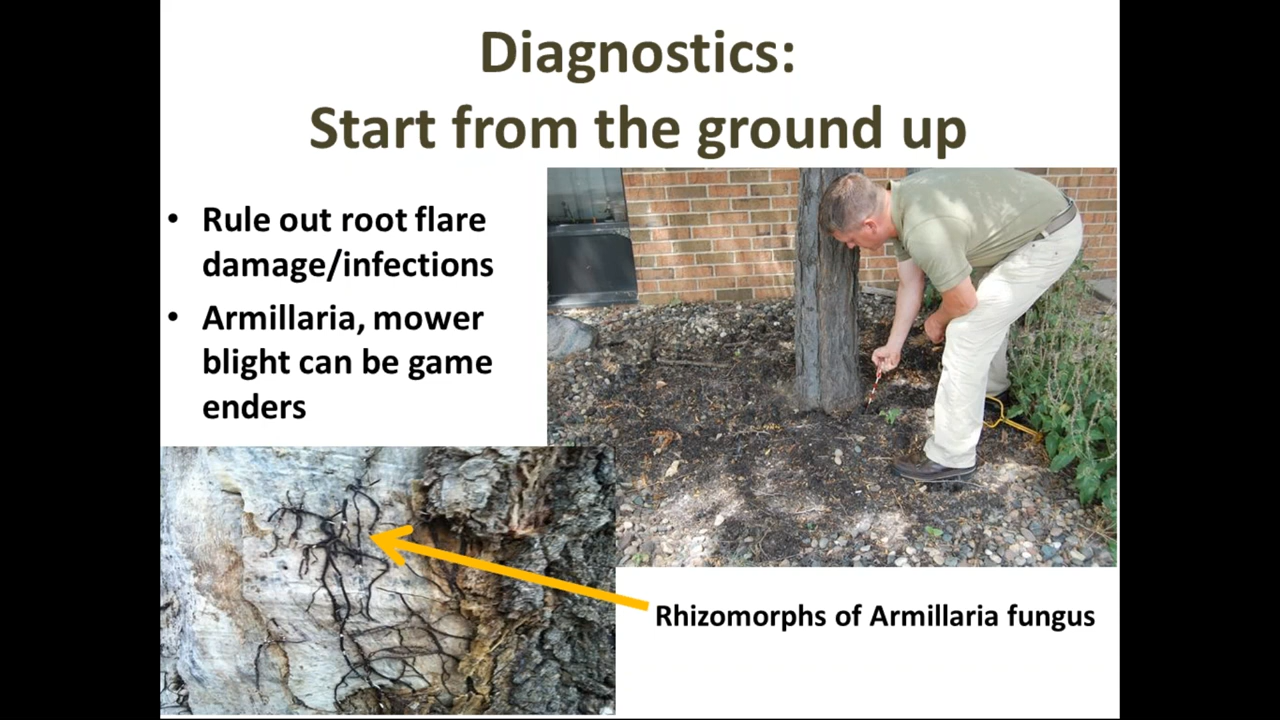 Diagnostics:
Start from the ground up
• Rule out root flare
damage/infections
• Armillaria, mower
blight can be game
enders
Rhizomorphs of Armillaria fungus